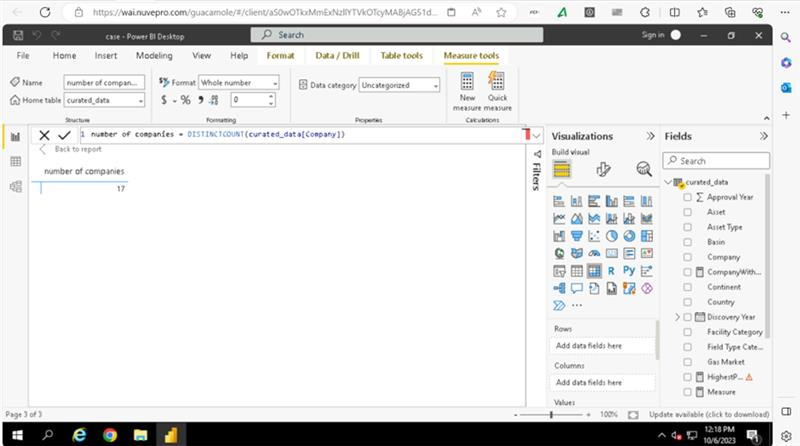 https://wai.nuvepro.com/guacamole/#/client/aS0wOTkxMmExNzllYTVkOTcyMABjAG51d...
case - Power BI Desktop
Search
Sign in
File Home Insert Modeling View Help Format Data / Drill Table tools Measure tools
Name number of compan...
Home table curated_data
Structure
Format Whole number
$ % 9 .00 0
Formatting
Data category Uncategorized
Properties
New measure
Quick measure
Calculations
1 number of companies = DISTINCTCOUNT(curated_data[Company])
Back to report
number of companies
17
Filters
Visualizations
Build visual
R Py
Rows
Add data fields here
Columns
Add data fields here
Values
Fields
Search
curated_data
Approval Year
Asset
Asset Type
Basin
Company
CompanyWith...
Continent
Country
Discovery Year
Facility Category
Field Type Cate...
Gas Market
HighestP...
Measure
Page 3 of 3
100%
Update available (click to download)
12:18 PM
10/6/2023